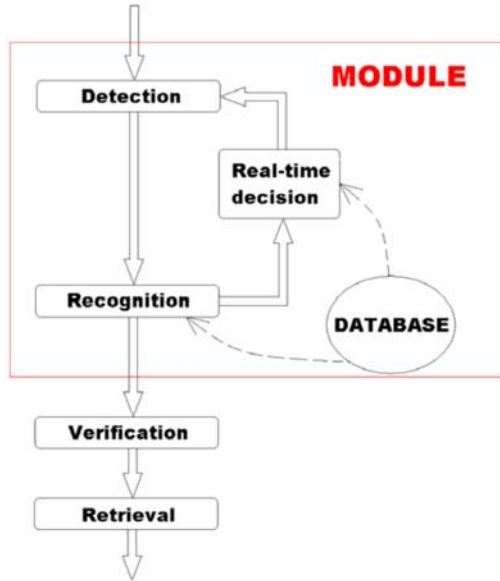 MODULE
Detection
Real-time
decision
Recognition
DATABASE
Verification
Retrieval